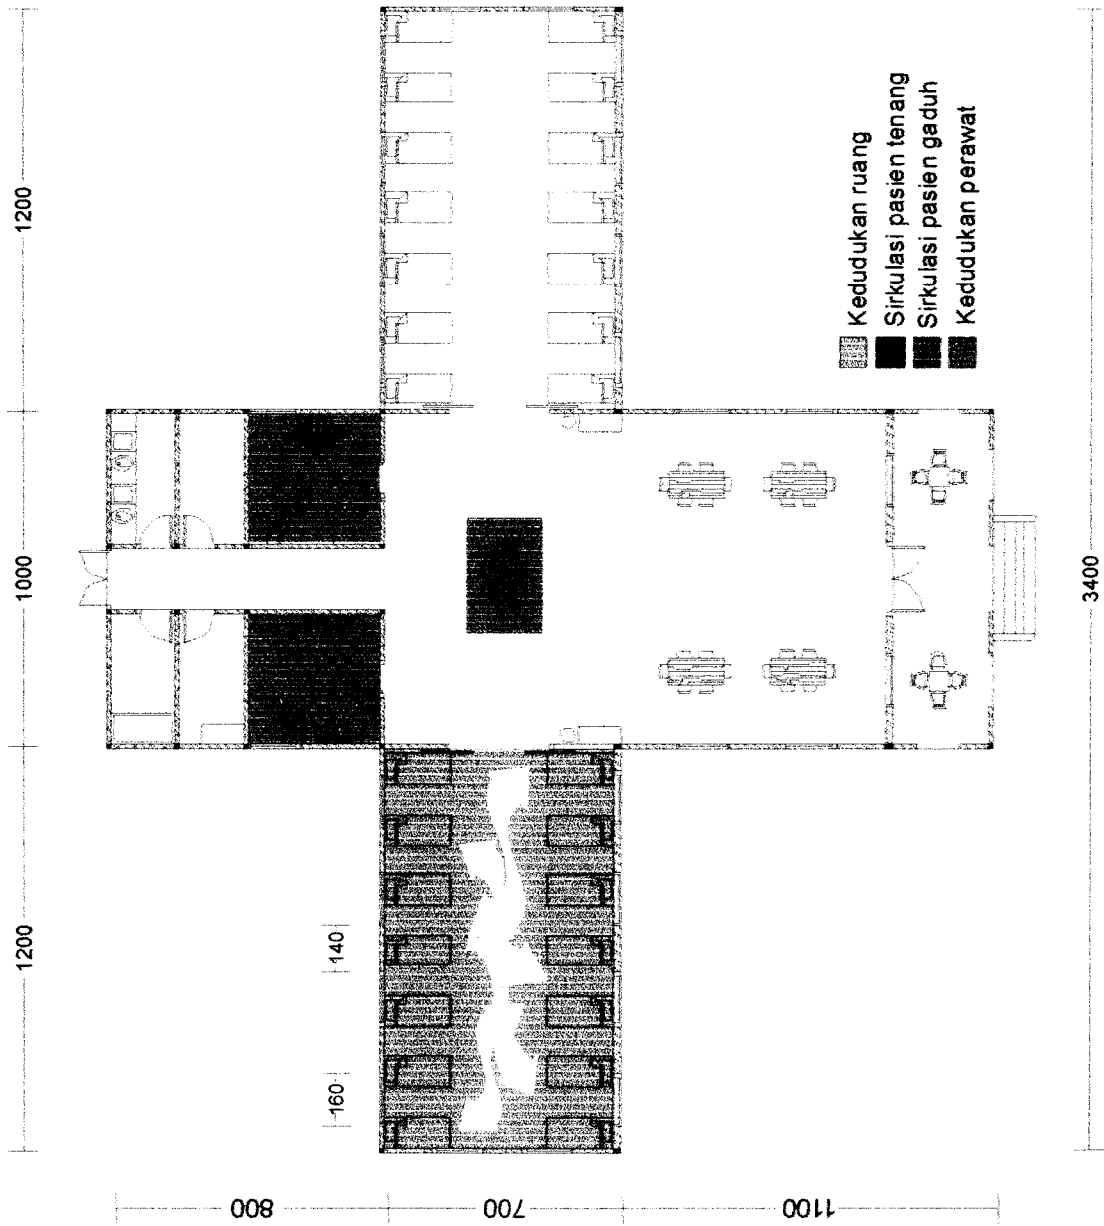 1200
1000
1200
3400
140
160
800
700
1100
Kedudukan ruang
Sirkulasi pasien tenang
Sirkulasi pasien gaduh
Kedudukan perawat